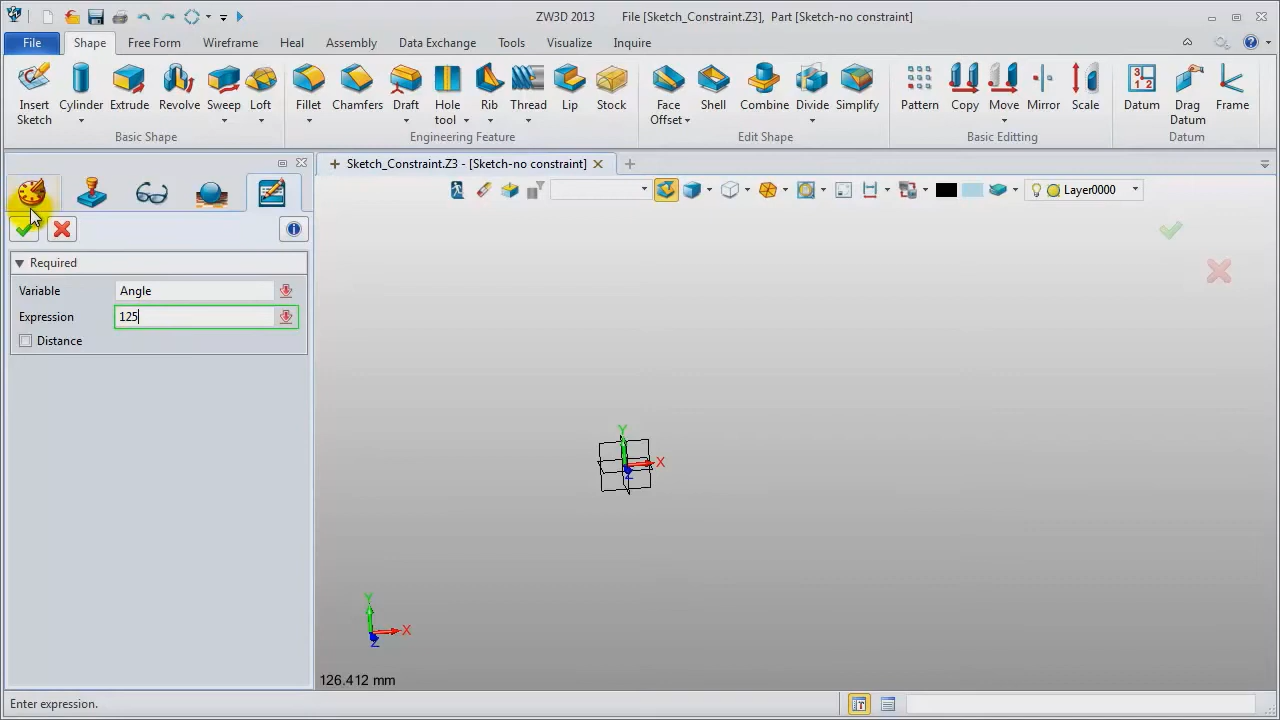 ZW3D 2013 File [Sketch_Constraint.Z3], Part [Sketch-no constraint]
File Shape Free Form Wireframe Heal Assembly Data Exchange Tools Visualize Inquire
Insert Sketch Cylinder Extrude Revolve Sweep Loft Fillet Chamfers Draft Hole tool Rib Thread Lip Stock Face Offset Shell Combine Divide Simplify Pattern Copy Move Mirror Scale Datum Drag Datum Frame
Basic Shape Engineering Feature Edit Shape Basic Editing Datum
Sketch_Constraint.Z3 - [Sketch-no constraint]
Layer0000
Required
Variable Angle
Expression 125
Distance
Y
X
Z
Y
X
Z
126.412 mm
Enter expression.